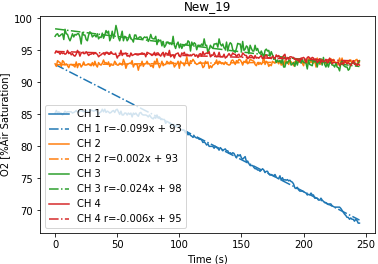 New_19
O2 [%Air Saturation]
100
95
90
85
80
75
70
CH 1
CH 1 r=-0.099x + 93
CH 2
CH 2 r=0.002x + 93
CH 3
CH 3 r=-0.024x + 98
CH 4
CH 4 r=-0.006x + 95
0
50
100
150
200
250
Time (s)